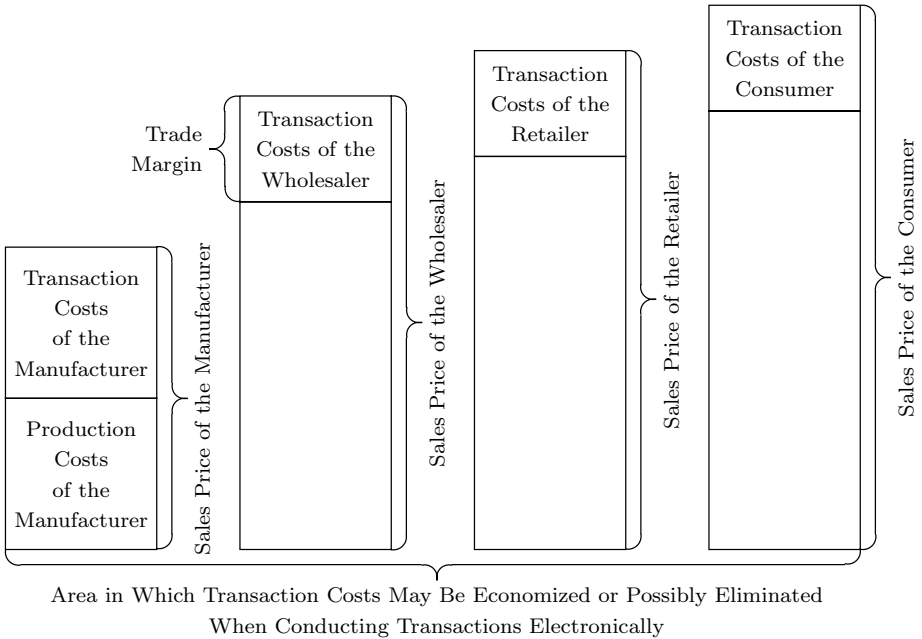 Transaction
Costs of the
Consumer
Transaction
Costs of the
Retailer
Transaction
Costs of the
Wholesaler
Trade
Margin
Transaction
Costs
of the
Manufacturer
Production
Costs
of the
Manufacturer
Sales Price of the Manufacturer
Sales Price of the Wholesaler
Sales Price of the Retailer
Sales Price of the Consumer
Area in Which Transaction Costs May Be Economized or Possibly Eliminated
When Conducting Transactions Electronically